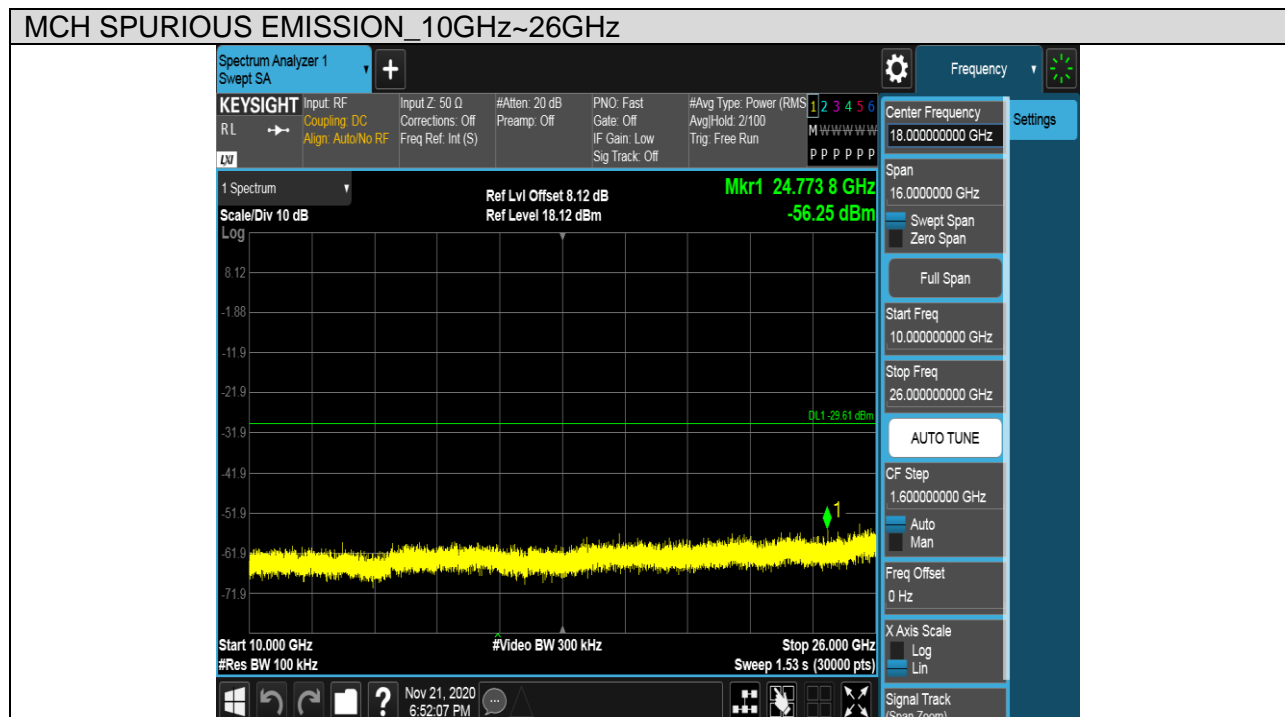 MCH SPURIOUS EMISSION_10GHz~26GHz
Spectrum Analyzer 1
Swept SA
+
Frequency
KEYSIGHT
RL
LXI
Input: RF
Coupling: DC
Align: Auto/No RF
Input Z: 50 Ω
Corrections: Off
Freq Ref: Int (S)
#Atten: 20 dB
Preamp: Off
PNO: Fast
Gate: Off
IF Gain: Low
Sig Track: Off
#Avg Type: Power (RMS
Avg|Hold: 2/100
Trig: Free Run
1 2 3 4 5 6
M W W W W W
P P P P P P
Center Frequency
18.000000000 GHz
Settings
1 Spectrum
Scale/Div 10 dB
Ref Lvl Offset 8.12 dB
Ref Level 18.12 dBm
Mkr1 24.773 8 GHz
-56.25 dBm
Log
8.12
-1.88
-11.9
-21.9
-31.9
-41.9
-51.9
-61.9
-71.9
DL1 -29.61 dBm
1
Start 10.000 GHz
#Res BW 100 kHz
#Video BW 300 kHz
Stop 26.000 GHz
Sweep 1.53 s (30000 pts)
Span
16.0000000 GHz
Swept Span
Zero Span
Full Span
Start Freq
10.000000000 GHz
Stop Freq
26.000000000 GHz
AUTO TUNE
CF Step
1.600000000 GHz
Auto
Man
Freq Offset
0 Hz
X Axis Scale
Log
Lin
Signal Track
(Span Zoom)
?
Nov 21, 2020
6:52:07 PM